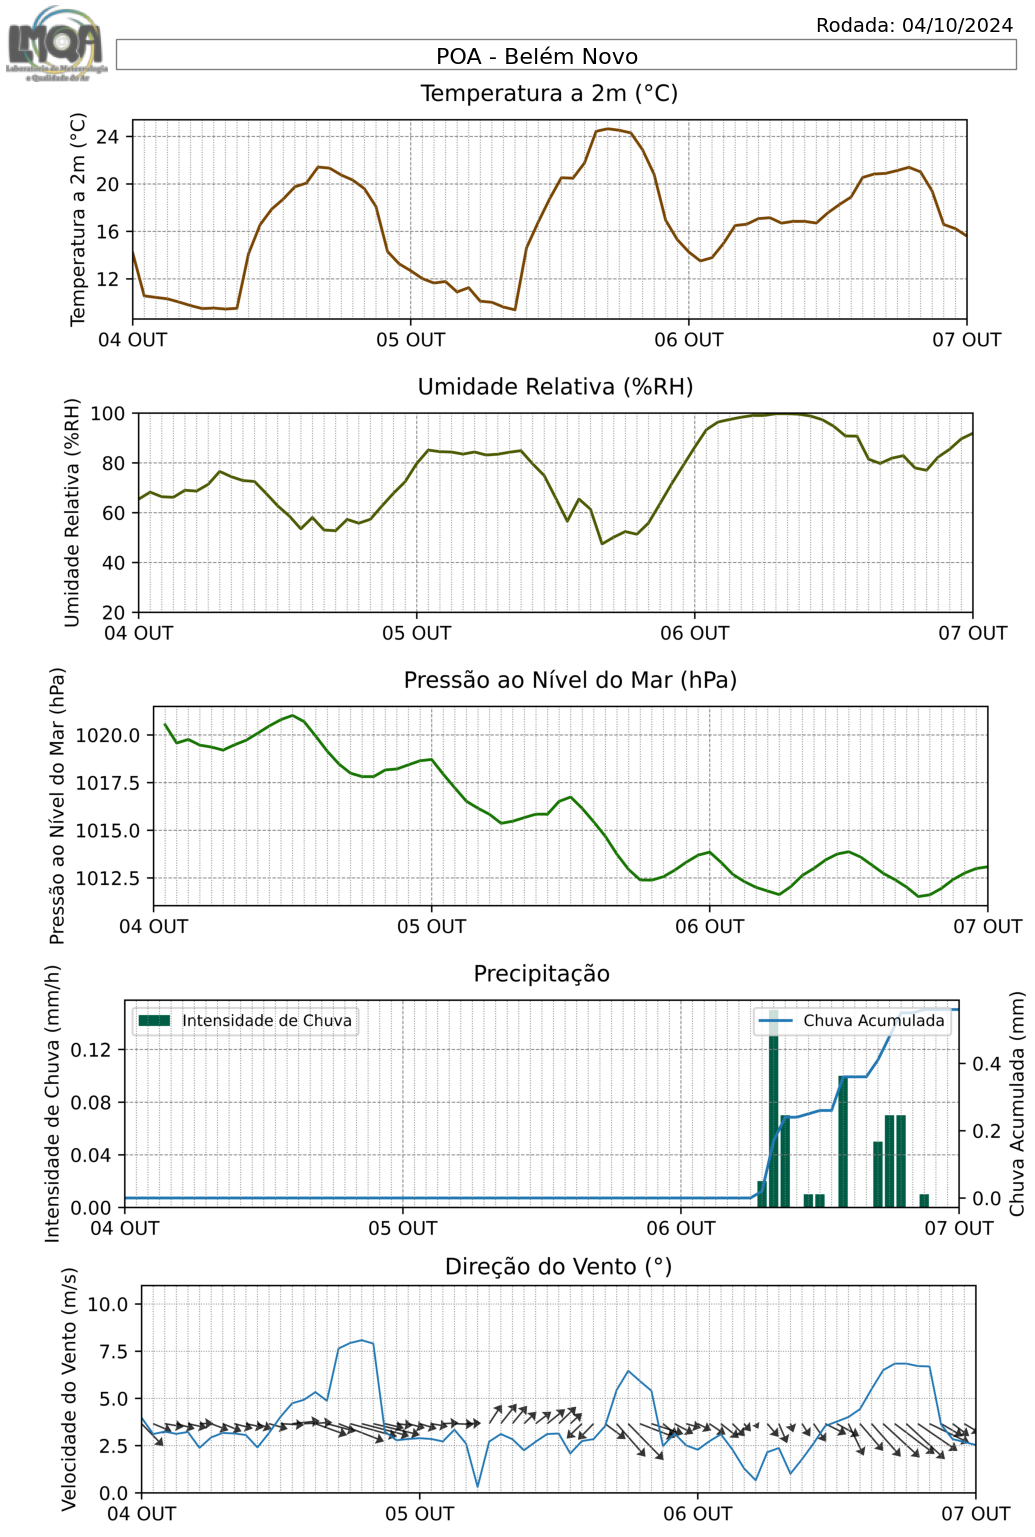 Rodada: 04/10/2024
LMQA
Laboratório de Meteorologia
e Qualidade do Ar
POA - Belém Novo
Temperatura a 2m (°C)
Temperatura a 2m (°C)
24
20
16
12
04 OUT 05 OUT 06 OUT 07 OUT
Umidade Relativa (%RH)
Umidade Relativa (%RH)
100
80
60
40
20
04 OUT 05 OUT 06 OUT 07 OUT
Pressão ao Nível do Mar (hPa)
Pressão ao Nível do Mar (hPa)
1020.0
1017.5
1015.0
1012.5
04 OUT 05 OUT 06 OUT 07 OUT
Precipitação
Intensidade de Chuva (mm/h)
Intensidade de Chuva
Chuva Acumulada
0.12
0.08
0.04
0.00
0.4
0.2
0.0
Chuva Acumulada (mm)
04 OUT 05 OUT 06 OUT 07 OUT
Direção do Vento (°)
Velocidade do Vento (m/s)
10.0
7.5
5.0
2.5
0.0
04 OUT 05 OUT 06 OUT 07 OUT